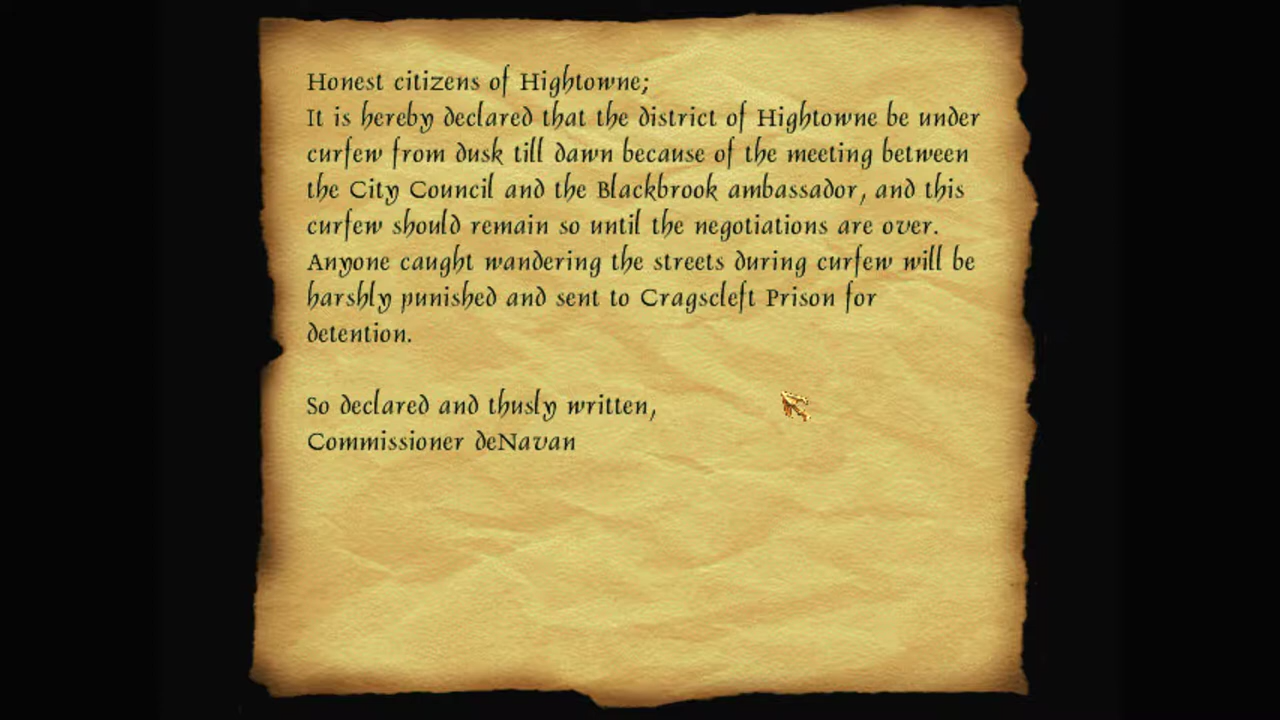 Honest citizens of Hightowne;
It is hereby declared that the district of Hightowne be under
curfew from dusk till dawn because of the meeting between
the City Council and the Blackbrook ambassador, and this
curfew should remain so until the negotiations are over.
Anyone caught wandering the streets during curfew will be
harshly punished and sent to Cragscleft Prison for
detention.
So declared and thusly written,
Commissioner deNavan